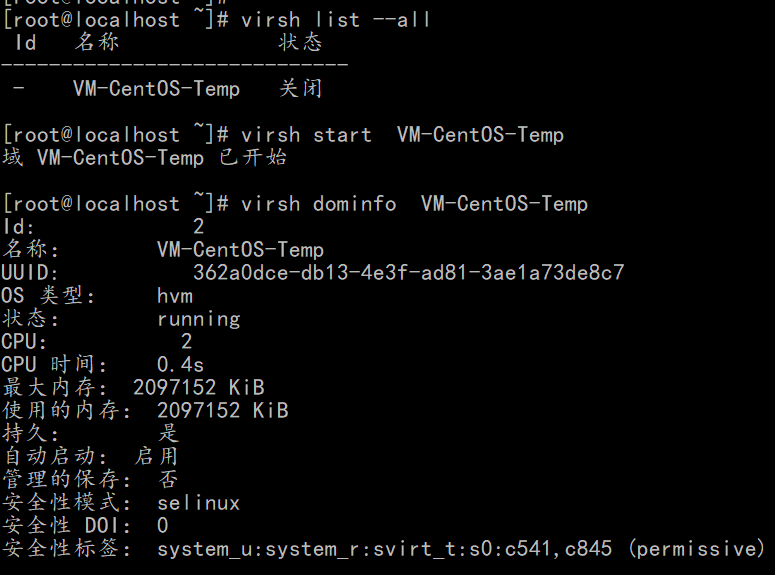 [root@localhost ~]#
[root@localhost ~]# virsh list --all
Id 名称 状态
-----------------------------
- VM-CentOS-Temp 关闭
[root@localhost ~]# virsh start VM-CentOS-Temp
域 VM-CentOS-Temp 已开始
[root@localhost ~]# virsh dominfo VM-CentOS-Temp
Id: 2
名称: VM-CentOS-Temp
UUID: 362a0dce-db13-4e3f-ad81-3ae1a73de8c7
OS 类型: hvm
状态: running
CPU: 2
CPU 时间: 0.4s
最大内存: 2097152 KiB
使用的内存: 2097152 KiB
持久: 是
自动启动: 启用
管理的保存: 否
安全性模式: selinux
安全性 DOI: 0
安全性标签: system_u:system_r:svirt_t:s0:c541,c845 (permissive)